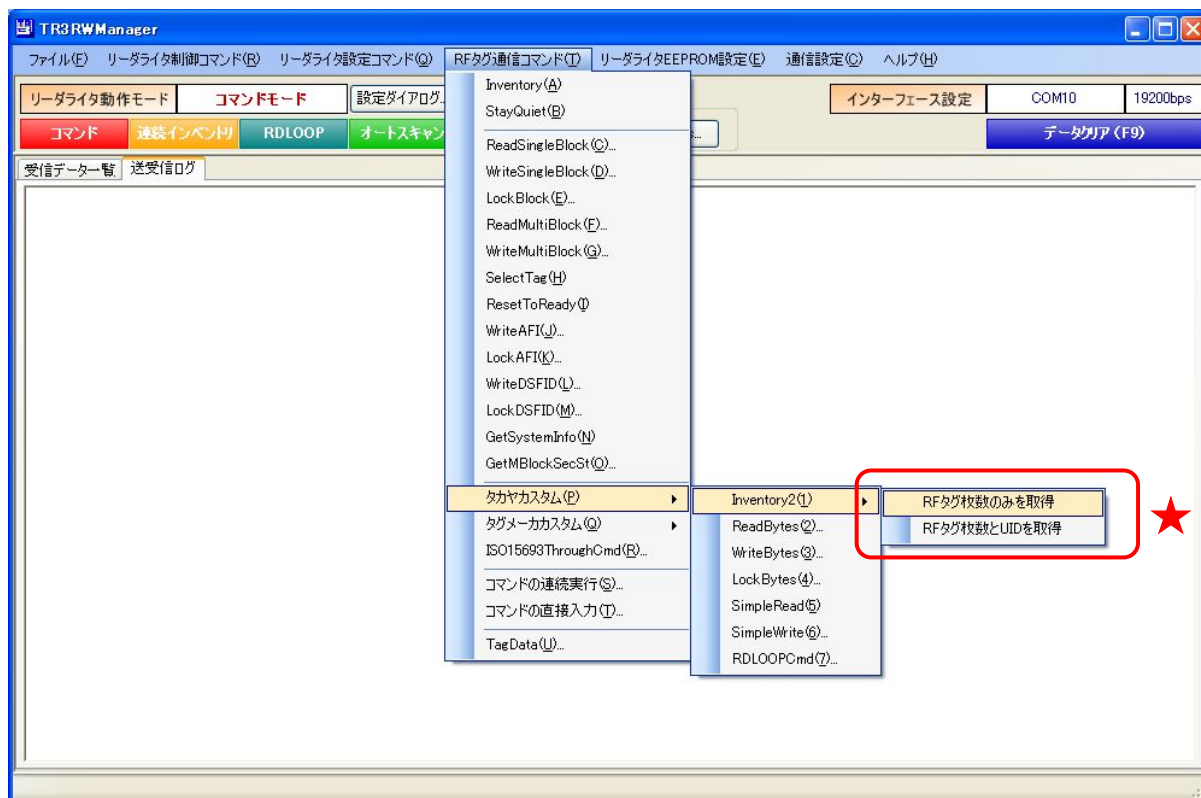 TR3RWManager
ファイル(F) リーダライタ制御コマンド(R) リーダライタ設定コマンド(Q) RFタグ通信コマンド(T) リーダライタEEPROM設定(E) 通信設定(C) ヘルプ(H)
リーダライタ動作モード コマンドモード 設定ダイアログ... インターフェース設定 COM10 19200bps
コマンド 連続インベントリ RDLOOP オートスキャン データクリア(F9)
受信データ一覧 送受信ログ
Inventory(A)
StayQuiet(B)
ReadSingleBlock(C)...
WriteSingleBlock(D)...
LockBlock(E)...
ReadMultiBlock(F)...
WriteMultiBlock(G)...
SelectTag(H)
ResetToReady(I)
WriteAFI(J)...
LockAFI(K)...
WriteDSFID(L)...
LockDSFID(M)...
GetSystemInfo(N)
GetMBlockSecSt(O)...
タカヤカスタム(P) Inventory2(1) RFタグ枚数のみを取得
タグメーカカスタム(Q) ReadBytes(2)... RFタグ枚数とUIDを取得
ISO15693ThroughCmd(R)... WriteBytes(3)...
コマンドの連続実行(S)... LockBytes(4)...
コマンドの直接入力(T)... SimpleRead(5)
TagData(U)... SimpleWrite(6)...
RDLOOPCmd(7)...